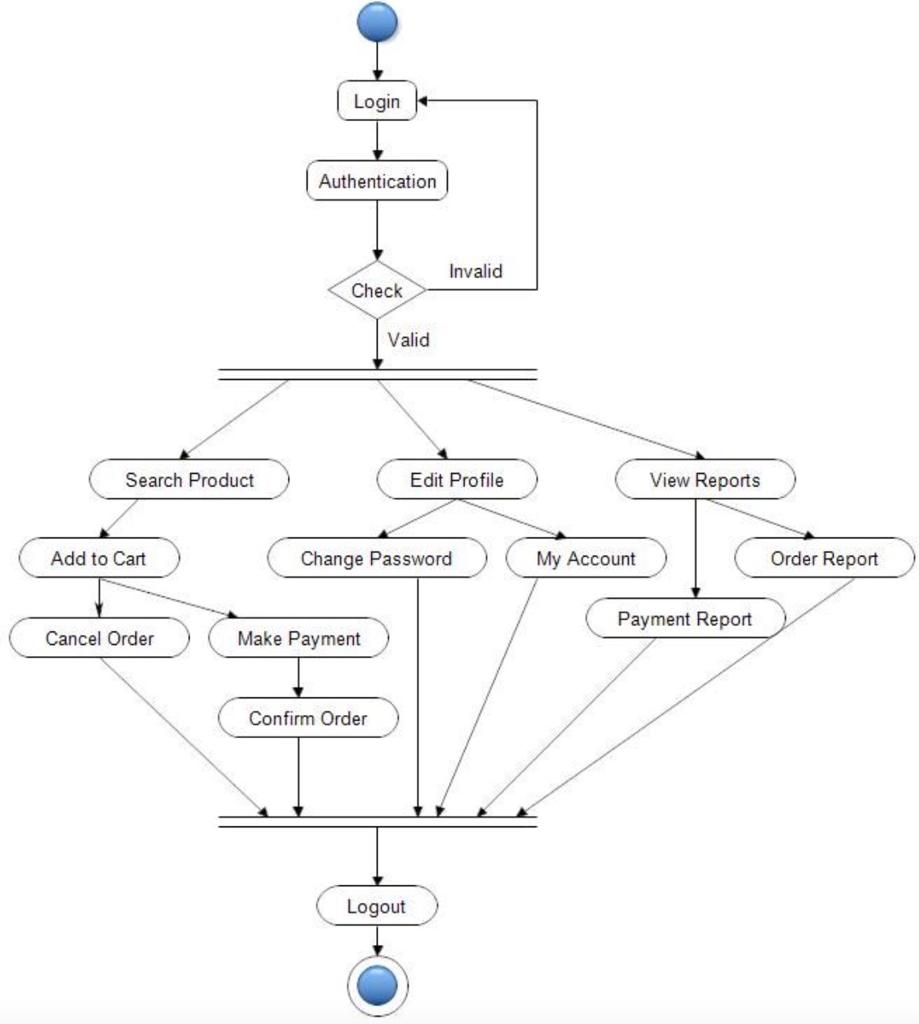 Login
Authentication
Invalid
Check
Valid
Search Product
Edit Profile
View Reports
Add to Cart
Change Password
My Account
Order Report
Cancel Order
Make Payment
Payment Report
Confirm Order
Logout